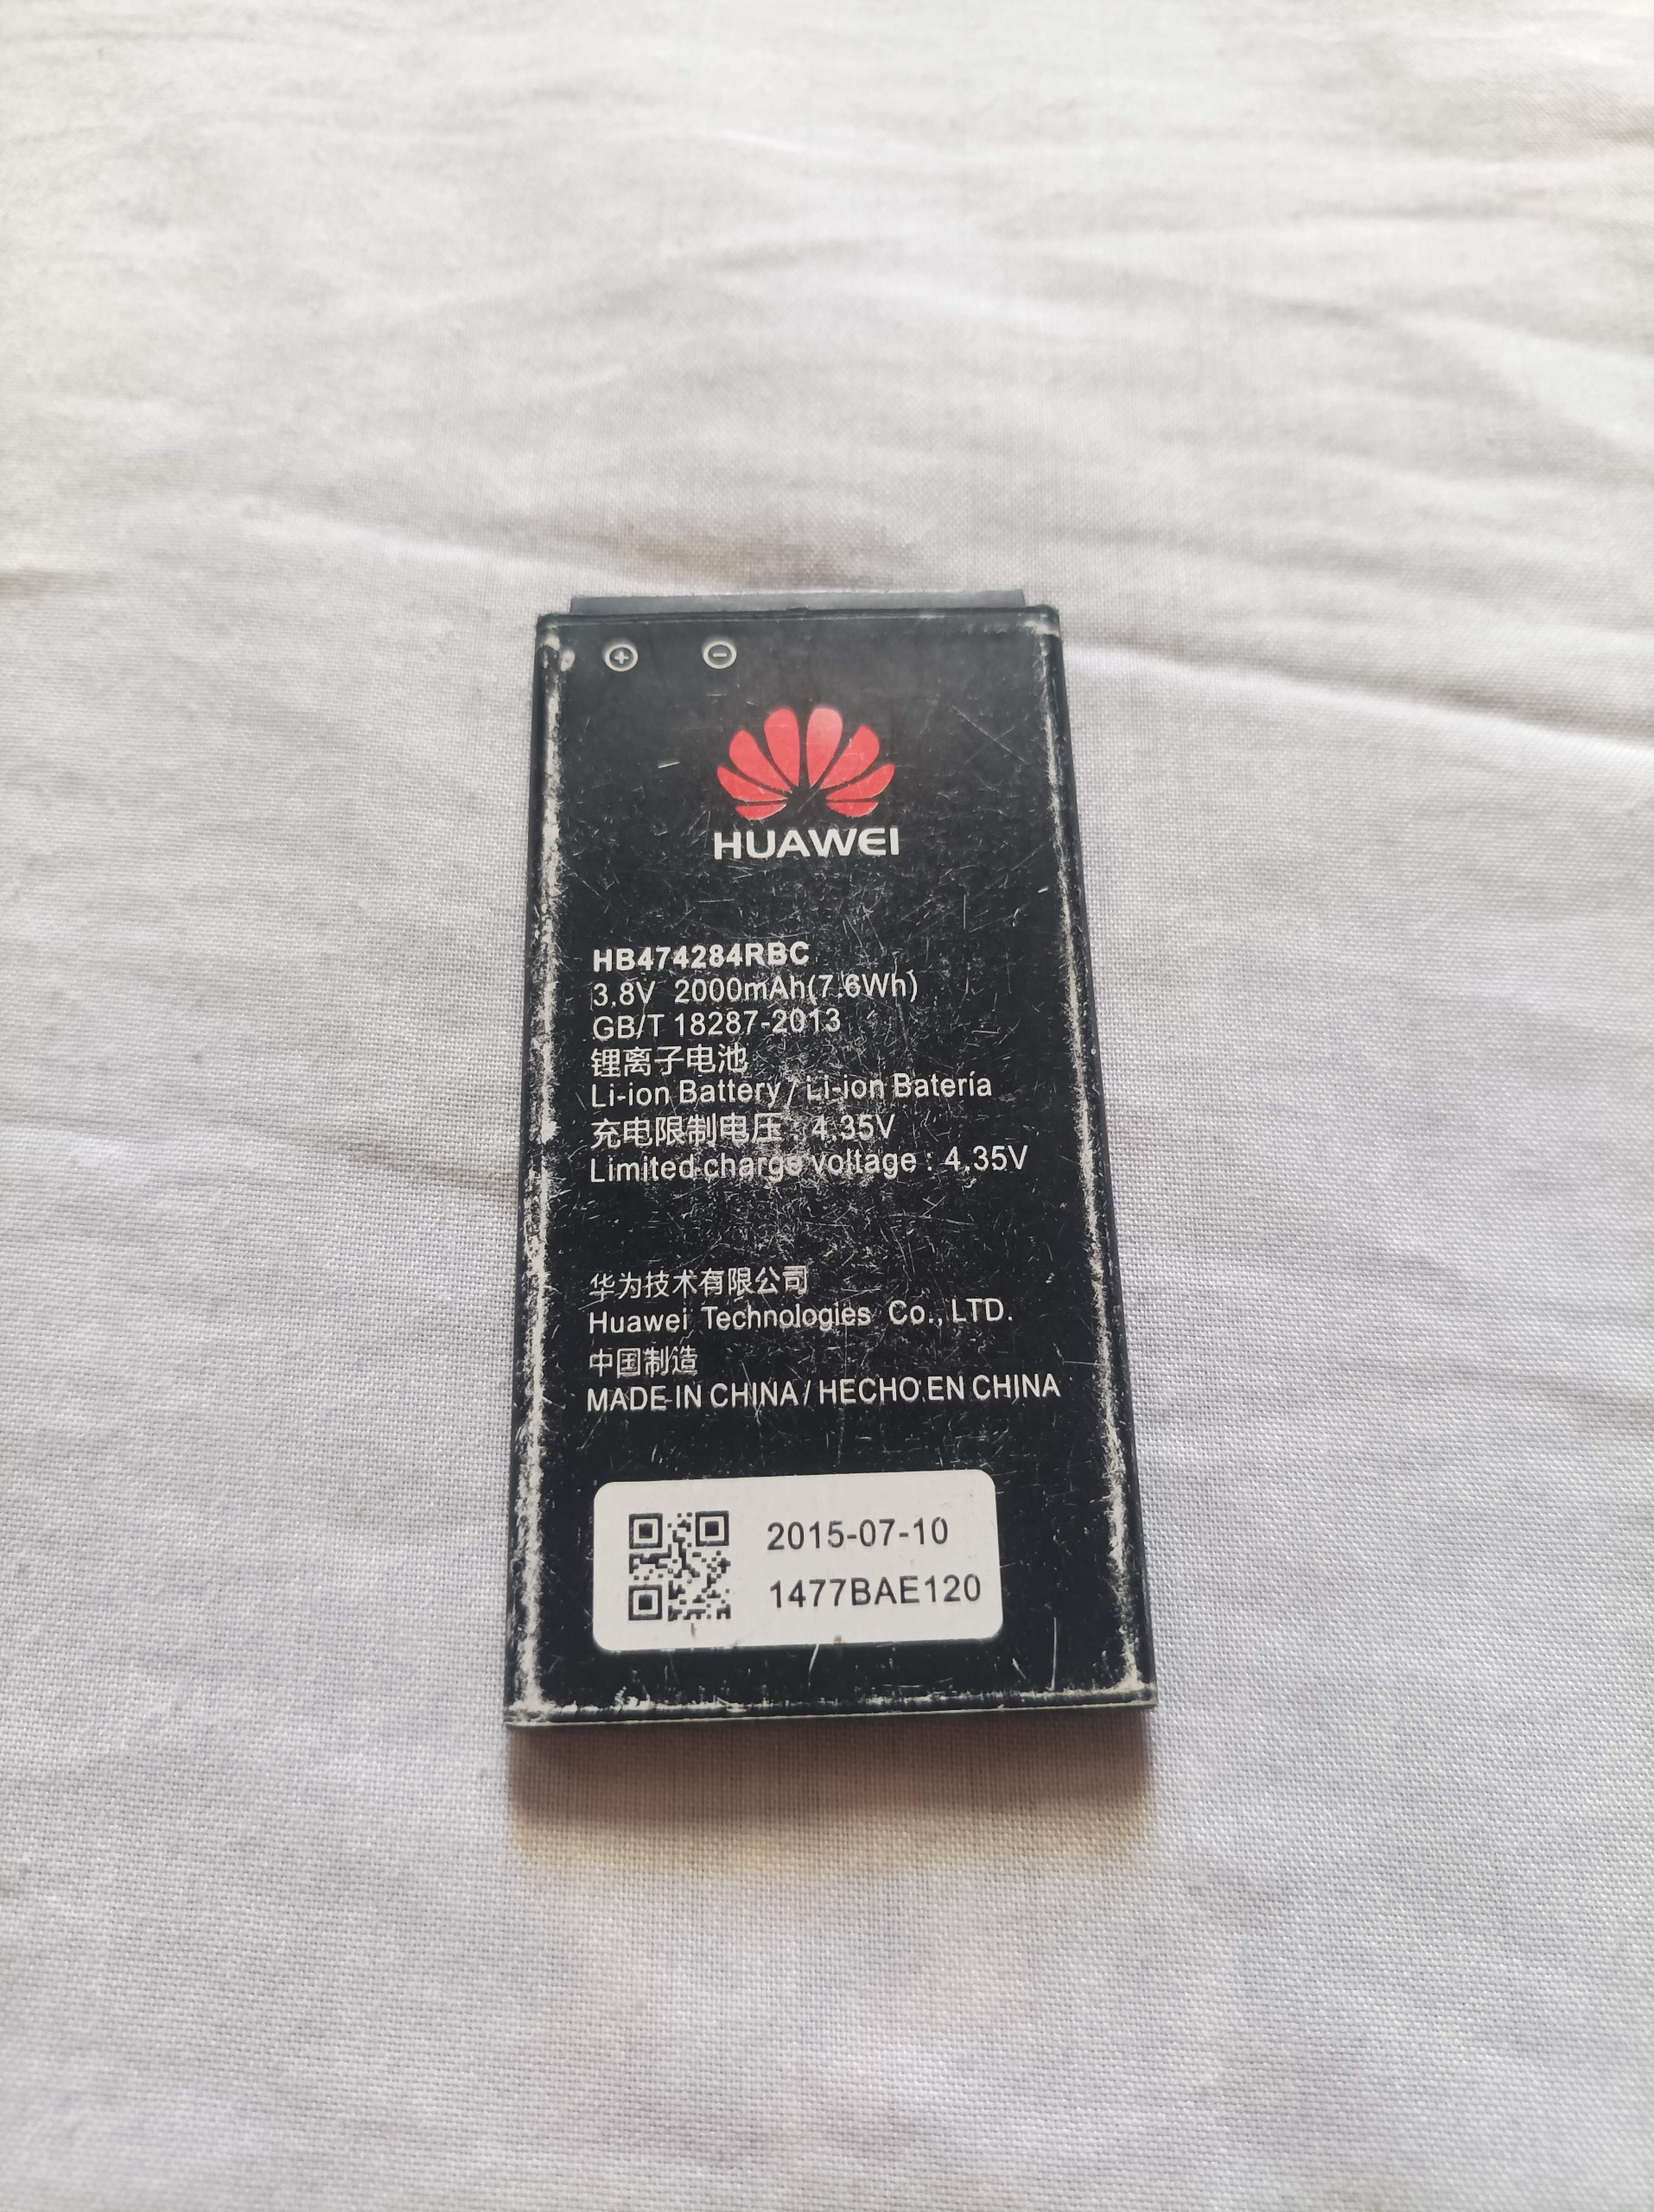 HUAWEI
HB474284RBC
3.8V 2000mAh(7.6Wh)
GB/T 18287-2013
锂离子电池
Li-ion Battery / Li-ion Batería
充电限制电压 : 4.35V
Limited charge voltage : 4.35V
华为技术有限公司
Huawei Technologies Co., LTD.
中国制造
MADE IN CHINA / HECHO EN CHINA
2015-07-10
1477BAE120